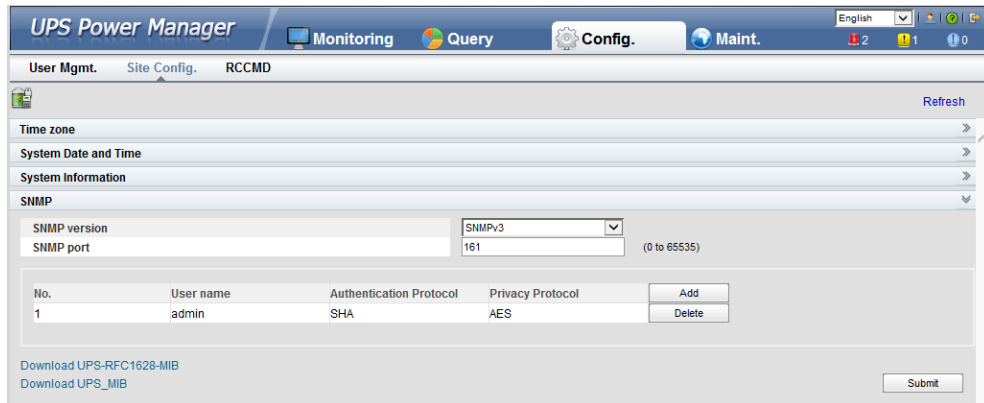 UPS Power Manager
Monitoring Query Config. Maint.
English
2 1 0
User Mgmt. Site Config. RCCMD
Refresh
Time zone
System Date and Time
System Information
SNMP
SNMP version SNMPv3
SNMP port 161 (0 to 65535)
No. User name Authentication Protocol Privacy Protocol Add
1 admin SHA AES Delete
Download UPS-RFC1628-MIB
Download UPS_MIB
Submit